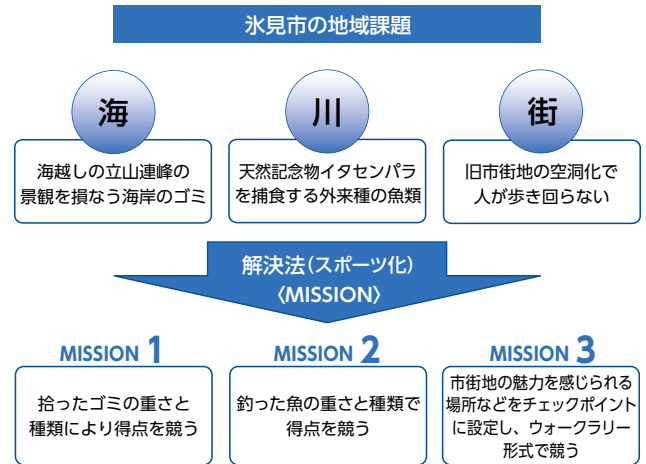 氷見市の地域課題
海
川
街
海越しの立山連峰の
景観を損なう海岸のゴミ
天然記念物イタセンパラ
を捕食する外来種の魚類
旧市街地の空洞化で
人が歩き回らない
解決法(スポーツ化)
〈MISSION〉
MISSION 1
拾ったゴミの重さと
種類により得点を競う
MISSION 2
釣った魚の重さと種類で
得点を競う
MISSION 3
市街地の魅力を感じられる
場所などをチェックポイント
に設定し、ウォークラリー
形式で競う